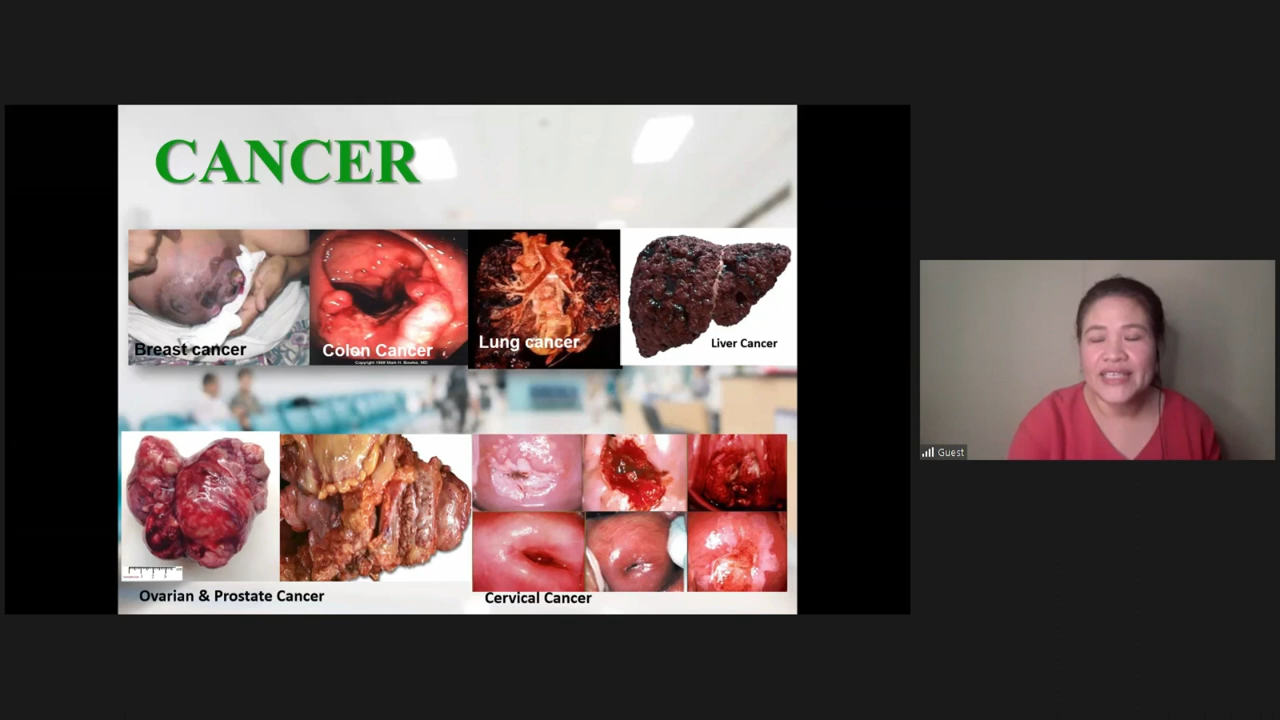 CANCER
Breast cancer
Colon Cancer
Lung cancer
Liver Cancer
Ovarian & Prostate Cancer
Cervical Cancer
Guest